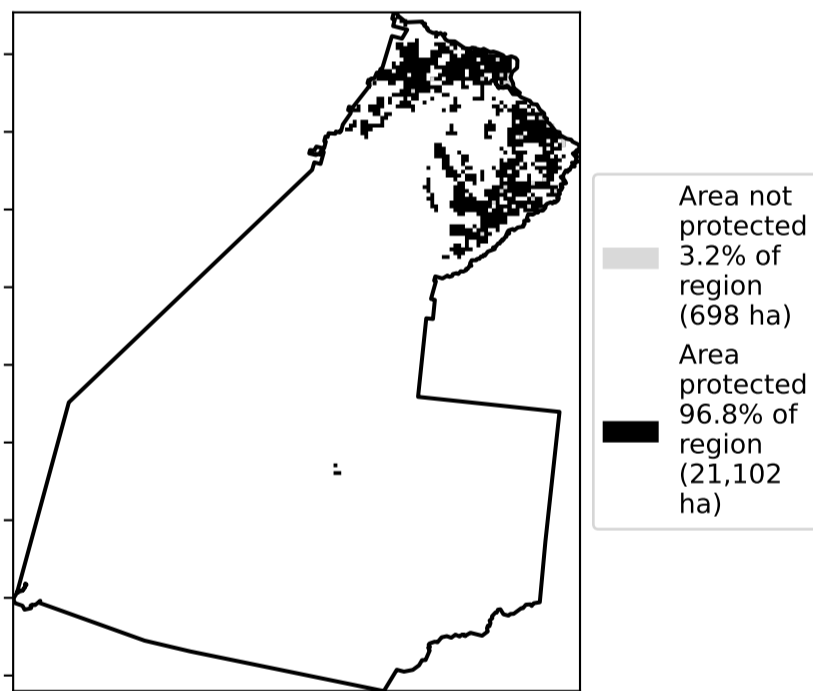 Area not
protected
3.2% of
region
(698 ha)
Area
protected
96.8% of
region
(21,102
ha)